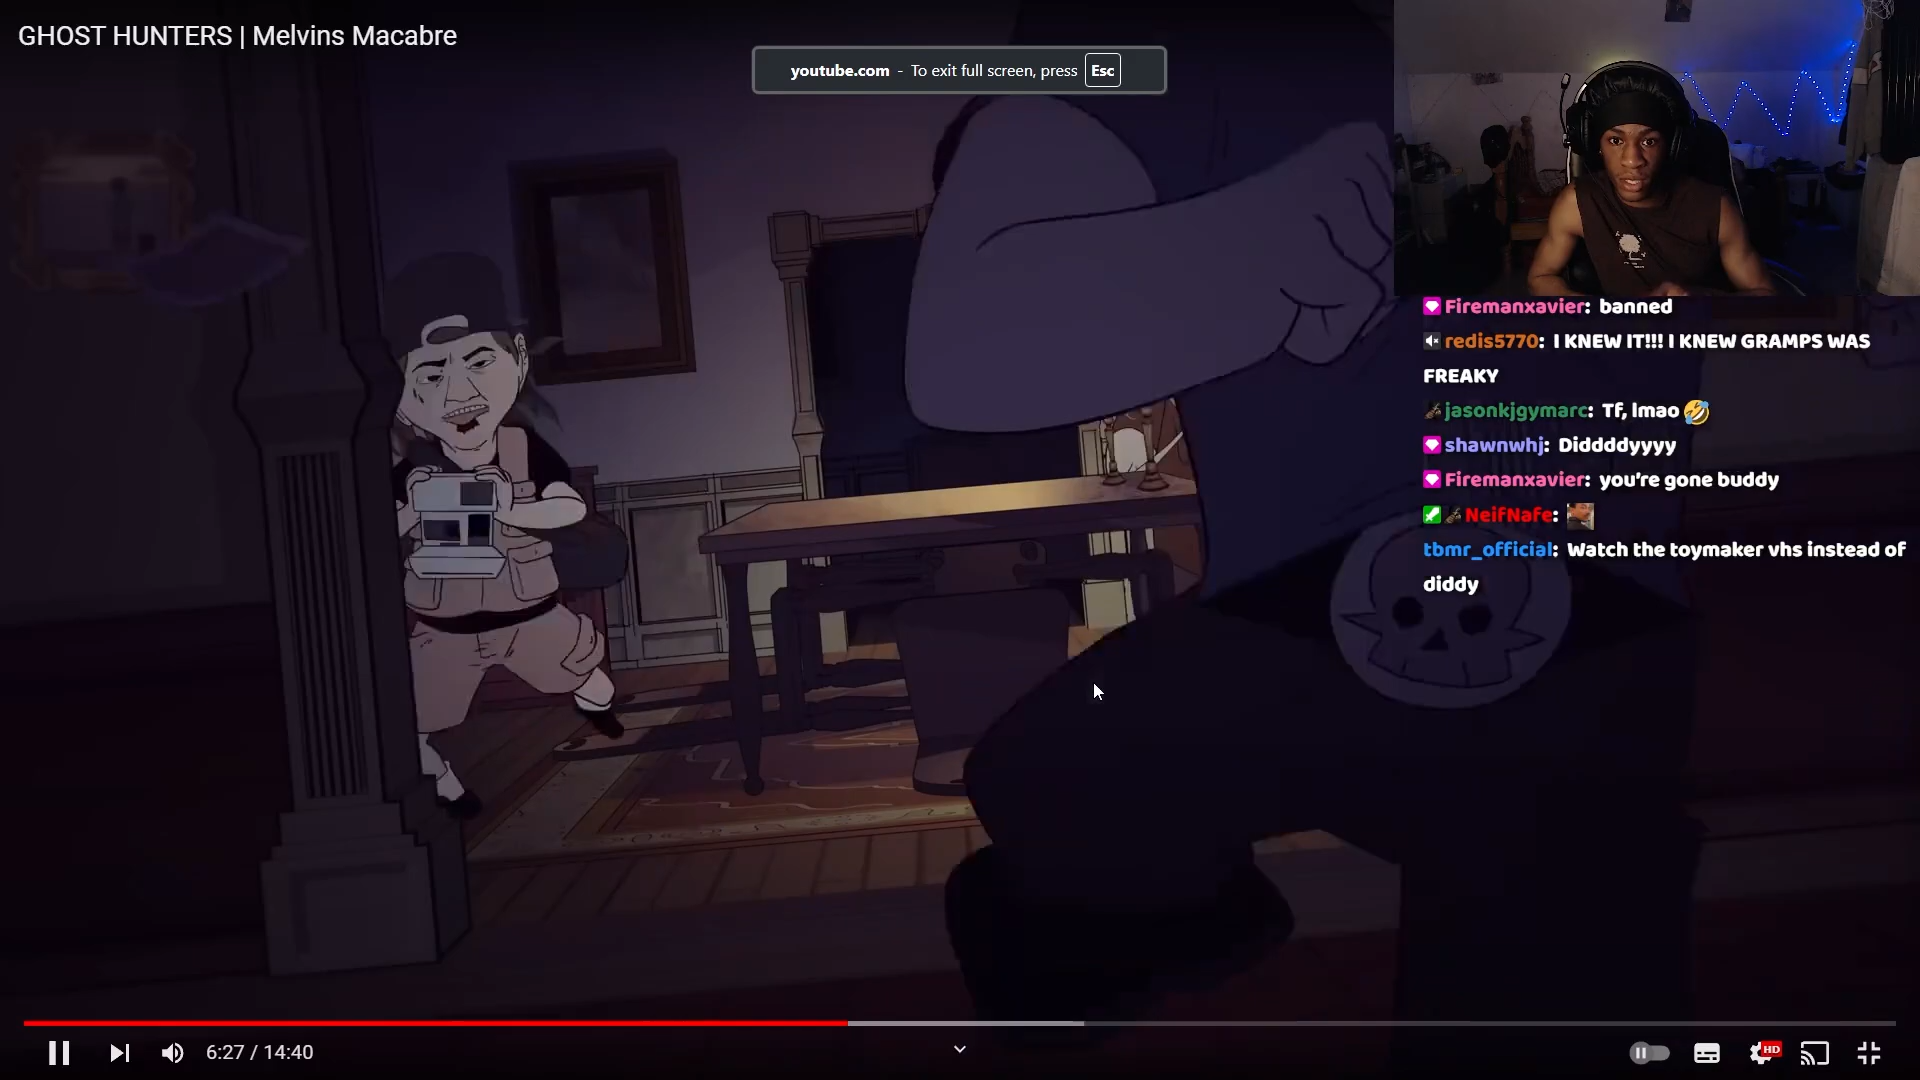 GHOST HUNTERS | Melvins Macabre
youtube.com - To exit full screen, press Esc
Firemanxavier: banned
redis5770: I KNEW IT!!! I KNEW GRAMPS WAS
FREAKY
jasonkjgymarc: Tf, lmao 🤣
shawnwhj: Diddddyyyy
Firemanxavier: you're gone buddy
NeifNafe:
tbmr_official: Watch the toymaker vhs instead of
diddy
6:27 / 14:40
HD